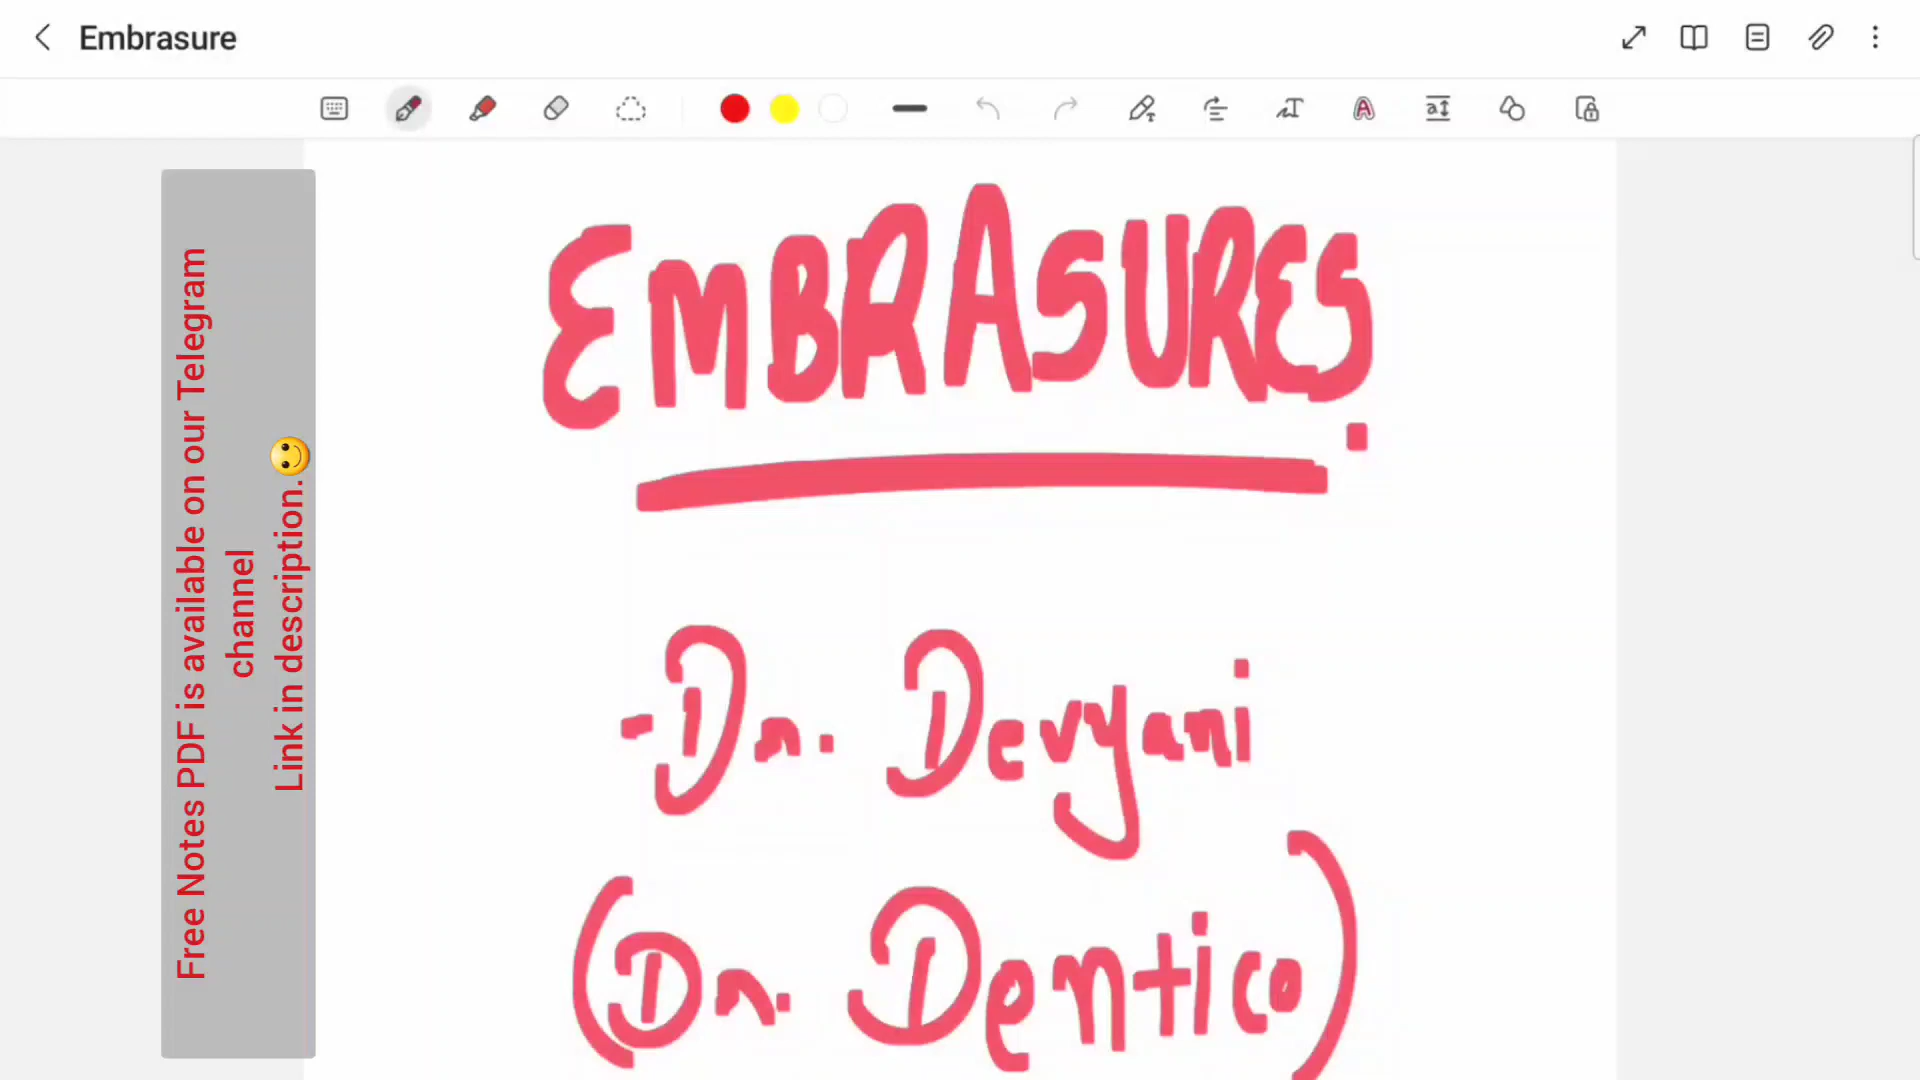 Embrasure
EMBRASURES.
-Dr. Devyani
(Dr. Dentico)
Free Notes PDF is available on our Telegram
channel
Link in description.🙂